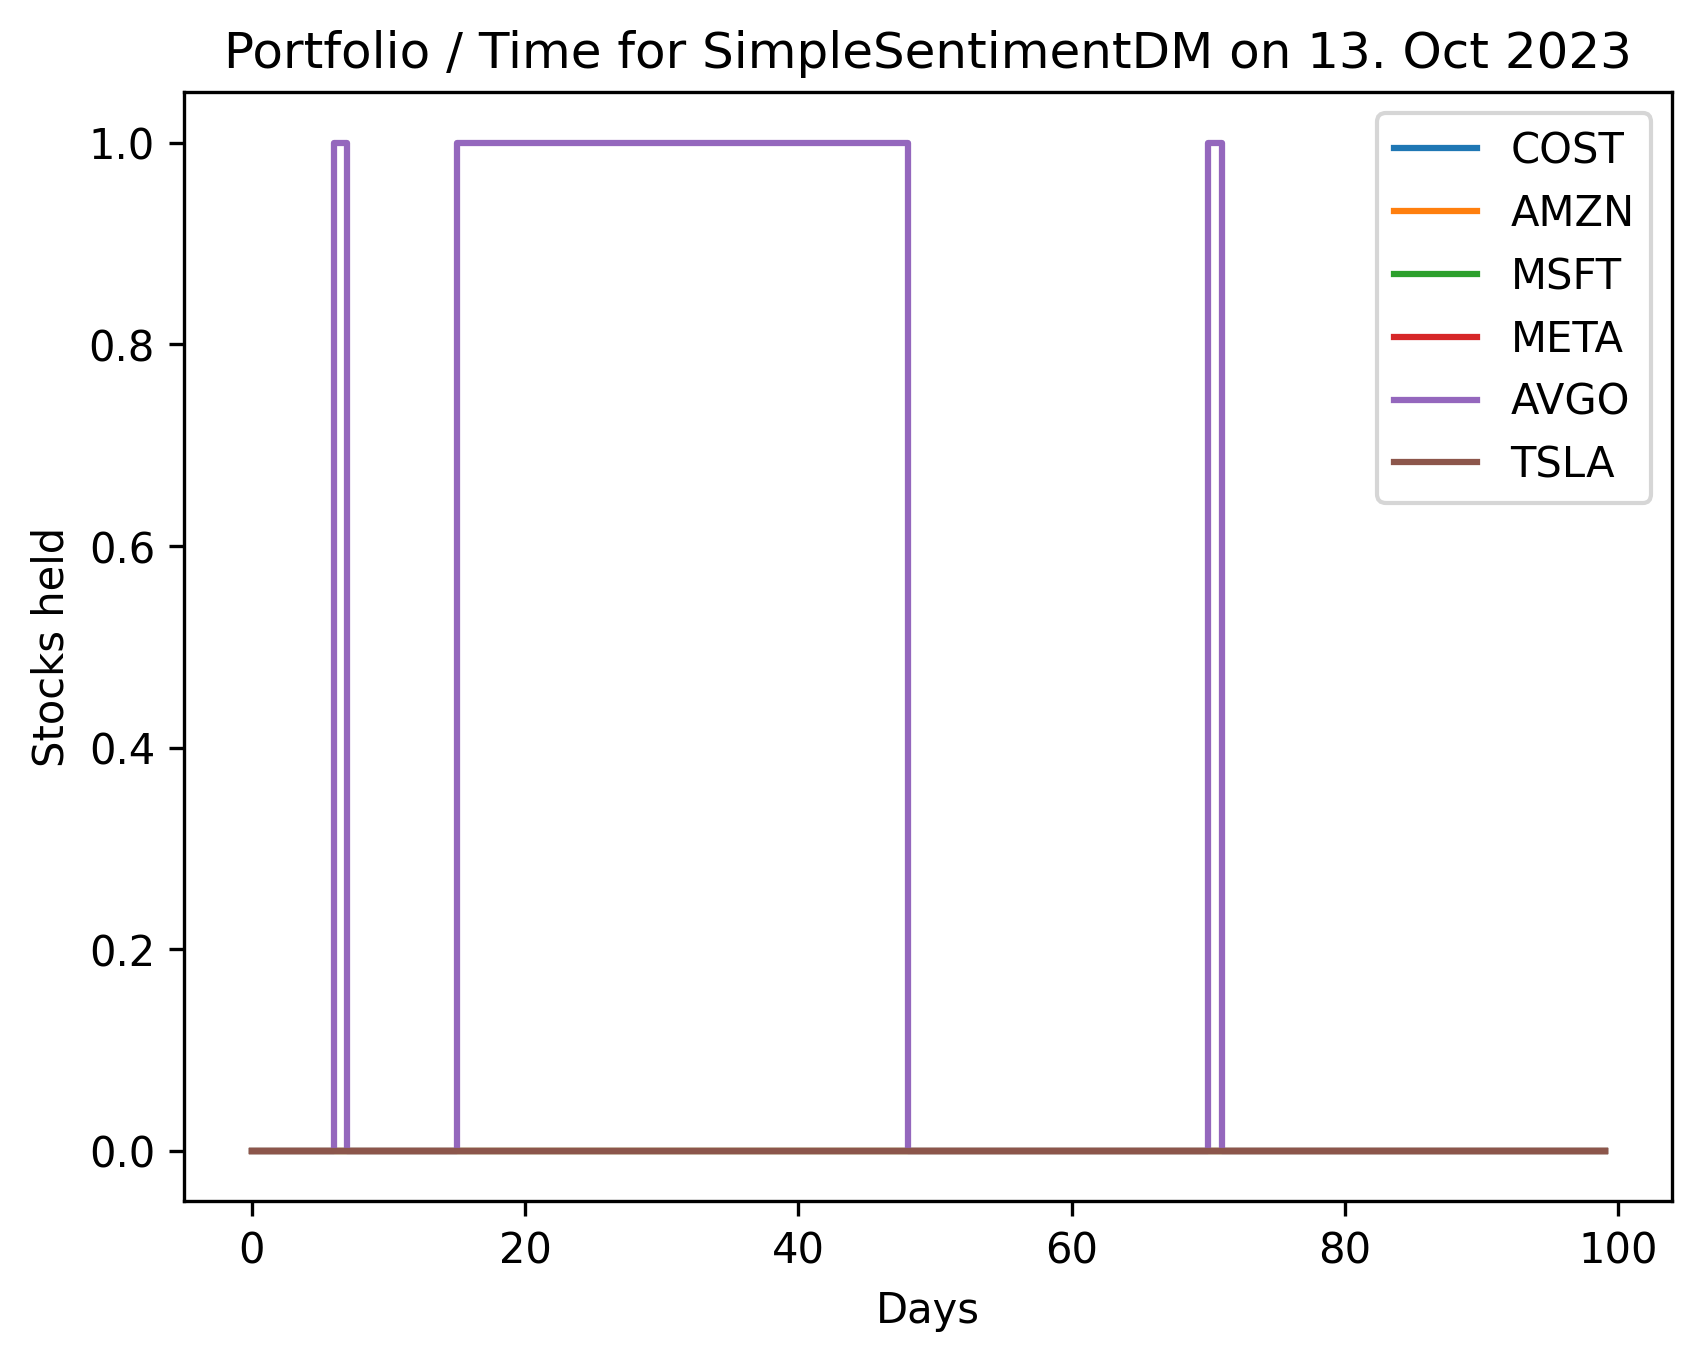 Portfolio / Time for SimpleSentimentDM on 13. Oct 2023
1.0
0.8
0.6
0.4
0.2
0.0
Stocks held
COST
AMZN
MSFT
META
AVGO
TSLA
0 20 40 60 80 100
Days